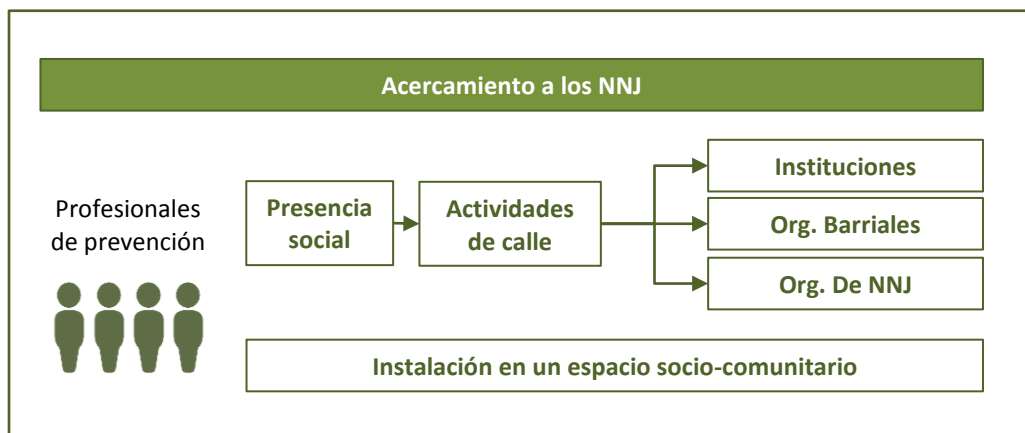 Acercamiento a los NNJ
Profesionales
de prevención
Presencia
social
Actividades
de calle
Instituciones
Org. Barriales
Org. De NNJ
Instalación en un espacio socio-comunitario